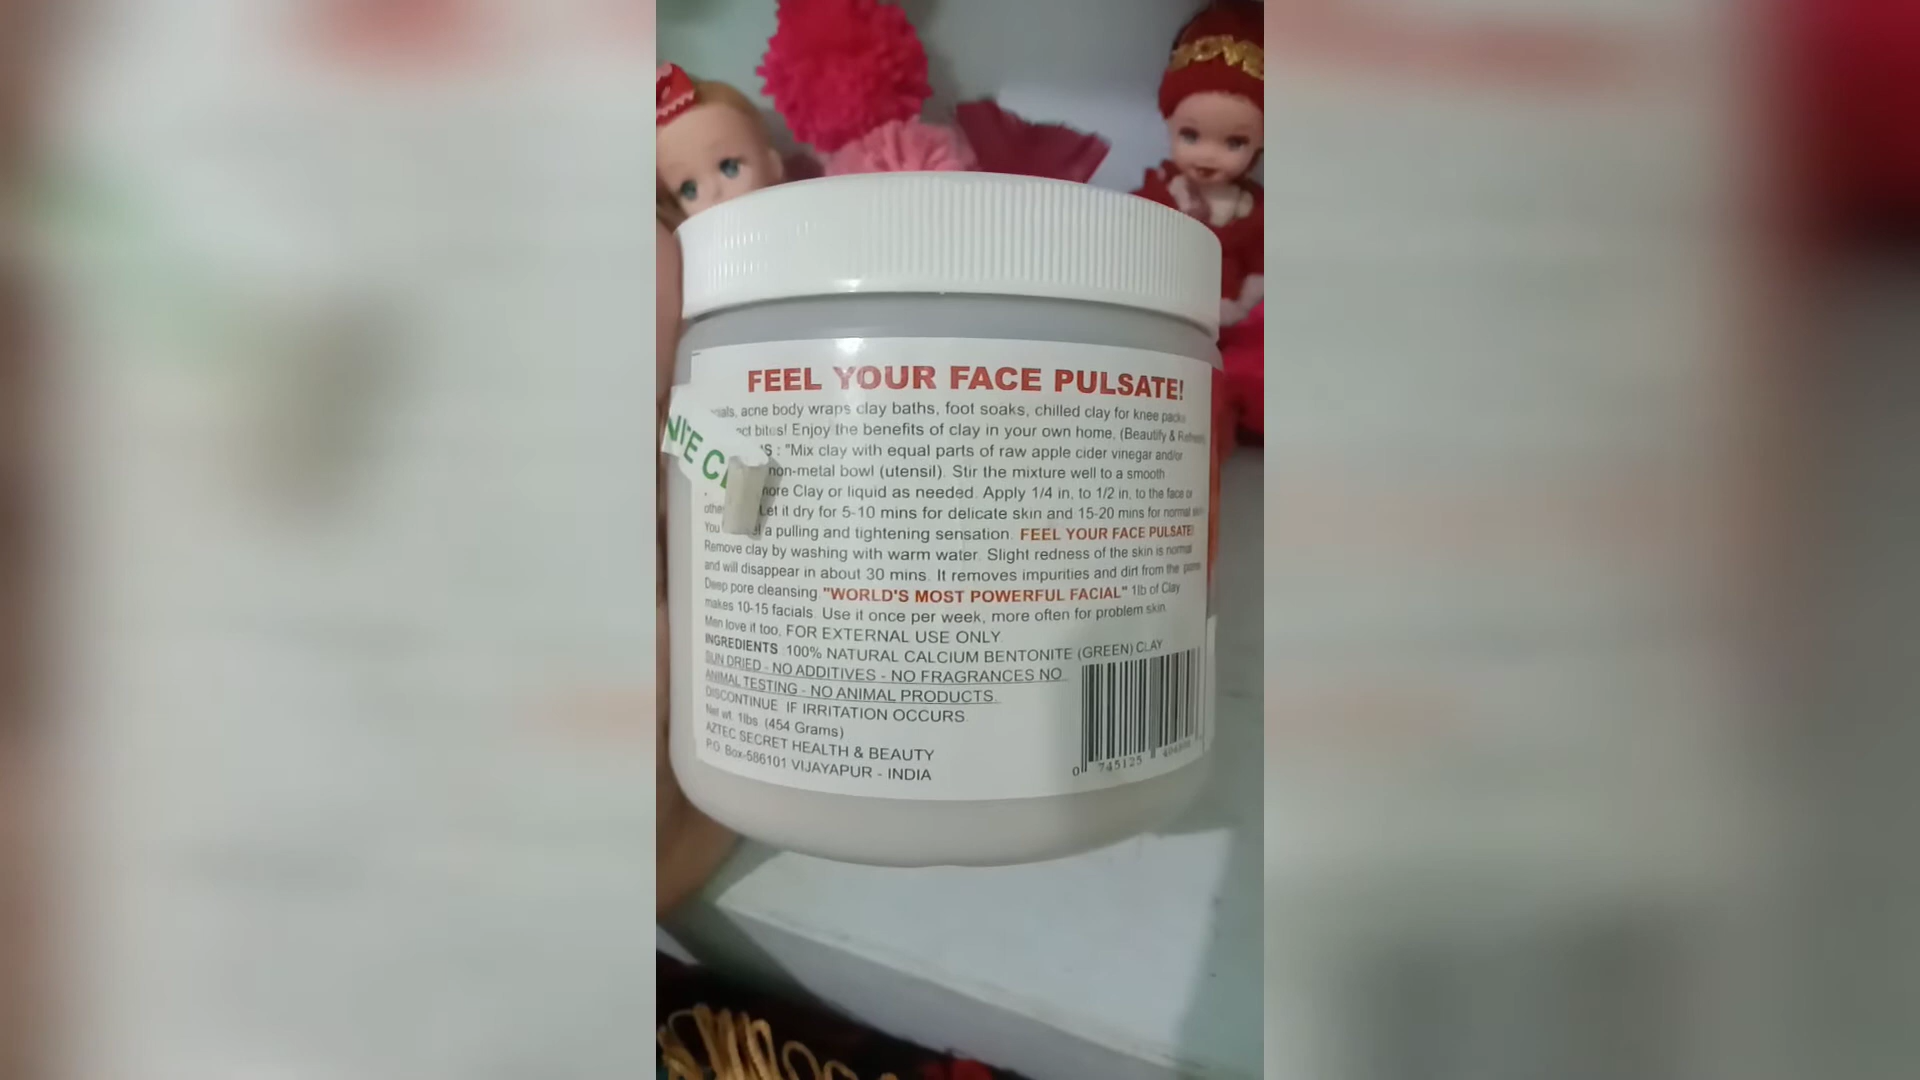 FEEL YOUR FACE PULSATE!
acne body wraps clay baths, foot soaks, chilled clay for knee packs
bites! Enjoy the benefits of clay in your own home, (Beautify &
: "Mix clay with equal parts of raw apple cider vinegar and/or
non-metal bowl (utensil). Stir the mixture well to a smooth
Clay or liquid as needed. Apply 1/4 in, to 1/2 in, to the face or
Let it dry for 5-10 mins for delicate skin and 15-20 mins for normal
You a pulling and tightening sensation. FEEL YOUR FACE PULSATE!
Remove clay by washing with warm water. Slight redness of the skin is normal
and will disappear in about 30 mins. It removes impurities and dirt from the
Deep pore cleansing "WORLD'S MOST POWERFUL FACIAL" 1lb of Clay
makes 10-15 facials. Use it once per week, more often for problem skin
Men love it too, FOR EXTERNAL USE ONLY.
INGREDIENTS 100% NATURAL CALCIUM BENTONITE (GREEN) CLAY
SUN DRIED - NO ADDITIVES - NO FRAGRANCES NO
ANIMAL TESTING - NO ANIMAL PRODUCTS.
DISCONTINUE IF IRRITATION OCCURS.
Net wt. 1lbs (454 Grams)
AZTEC SECRET HEALTH & BEAUTY
P.O. Box-586101 VIJAYAPUR - INDIA
0 745125